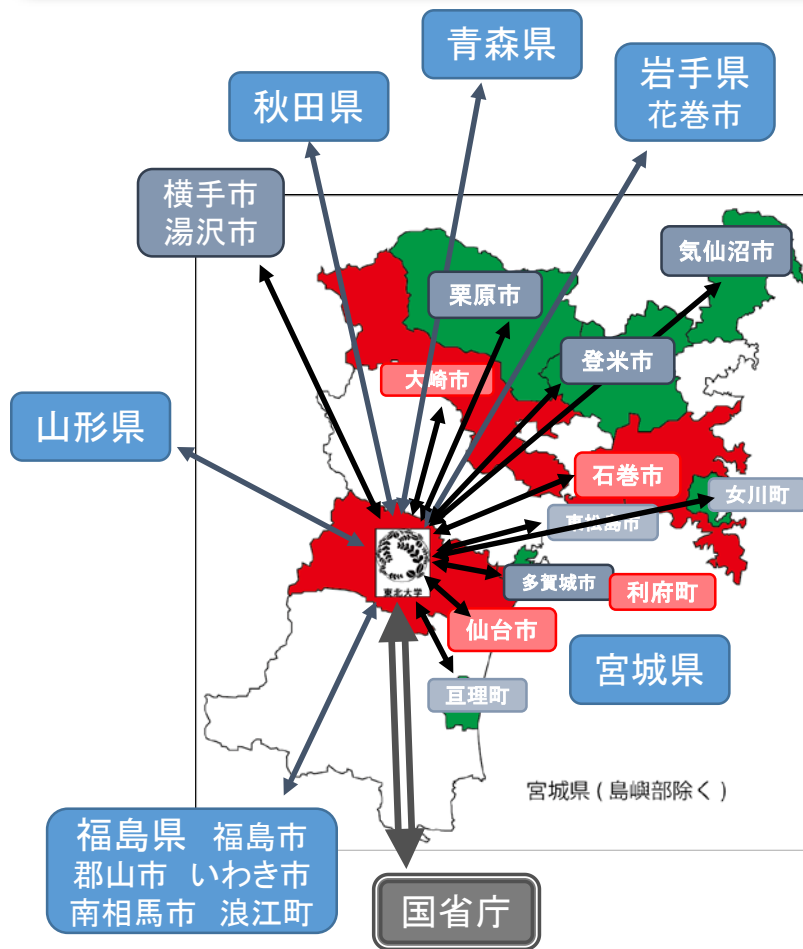 青森県
岩手県
花巻市
秋田県
横手市
湯沢市
気仙沼市
栗原市
登米市
大崎市
山形県
石巻市
女川町
東松島市
東北大学
多賀城市
利府町
仙台市
宮城県
亘理町
宮城県 ( 島嶼部除く )
福島県 福島市
郡山市 いわき市
南相馬市 浪江町
国省庁